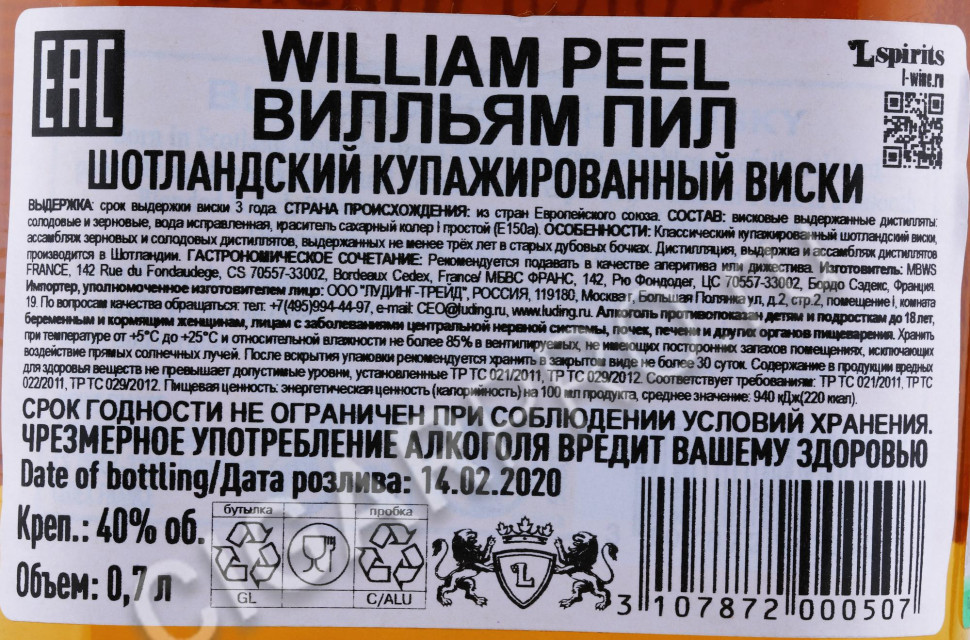 EAC
WILLIAM PEEL
ВИЛЛЬЯМ ПИЛ
ШОТЛАНДСКИЙ КУПАЖИРОВАННЫЙ ВИСКИ
Lspirits
l-wine.ru
ВЫДЕРЖКА: срок выдержки виски 3 года. СТРАНА ПРОИСХОЖДЕНИЯ: из стран Европейского союза. СОСТАВ: висковые выдержанные дистилляты:
солодовые и зерновые, вода исправленная, краситель сахарный колер I простой (Е150а). ОСОБЕННОСТИ: Классический купажированный шотландский виски,
ассамбляж зерновых и солодовых дистиллятов, выдержанных не менее трёх лет в старых дубовых бочках. Дистилляция, выдержка и ассамбляж дистиллятов
производится в Шотландии. ГАСТРОНОМИЧЕСКОЕ СОЧЕТАНИЕ: Рекомендуется подавать в качестве аперитива или дижестива. Изготовитель: MBWS
FRANCE, 142 Rue du Fondaudege, CS 70557-33002, Bordeaux Cedex, France/ МБВС ФРАНС, 142, Рю Фондодег, ЦС 70557-33002, Бордо Сэдекс, Франция.
Импортер, уполномоченное изготовителем лицо: ООО "ЛУДИНГ-ТРЕЙД", РОССИЯ, 119180, Москва г, Большая Полянка ул, д.2, стр.2, помещение I, комната
19. По вопросам качества обращаться: тел: +7(495)994-44-97, e-mail: CEO@luding.ru, www.luding.ru. Алкоголь противопоказан детям и подросткам до 18 лет,
беременным и кормящим женщинам, лицам с заболеваниями центральной нервной системы, почек, печени и других органов пищеварения. Хранить
при температуре от +5°C до +25°C и относительной влажности не более 85% в вентилируемых, не имеющих посторонних запахов помещениях, исключающих
воздействие прямых солнечных лучей. После вскрытия упаковки рекомендуется хранить в закрытом виде не более 30 суток. Содержание в продукции вредных
для здоровья веществ не превышает допустимые уровни, установленные ТР ТС 021/2011, ТР ТС 029/2012. Соответствует требованиям: ТР ТС 021/2011, ТР ТС
022/2011, ТР ТС 029/2012. Пищевая ценность: энергетическая ценность (калорийность) на 100 мл продукта, среднее значение: 940 кДж(220 ккал).
СРОК ГОДНОСТИ НЕ ОГРАНИЧЕН ПРИ СОБЛЮДЕНИИ УСЛОВИЙ ХРАНЕНИЯ.
ЧРЕЗМЕРНОЕ УПОТРЕБЛЕНИЕ АЛКОГОЛЯ ВРЕДИТ ВАШЕМУ ЗДОРОВЬЮ
Date of bottling/Дата розлива: 14.02.2020
Креп.: 40% об.
Объем: 0,7 л
бутылка
пробка
GL
C/ALU
L
3 107872 000507